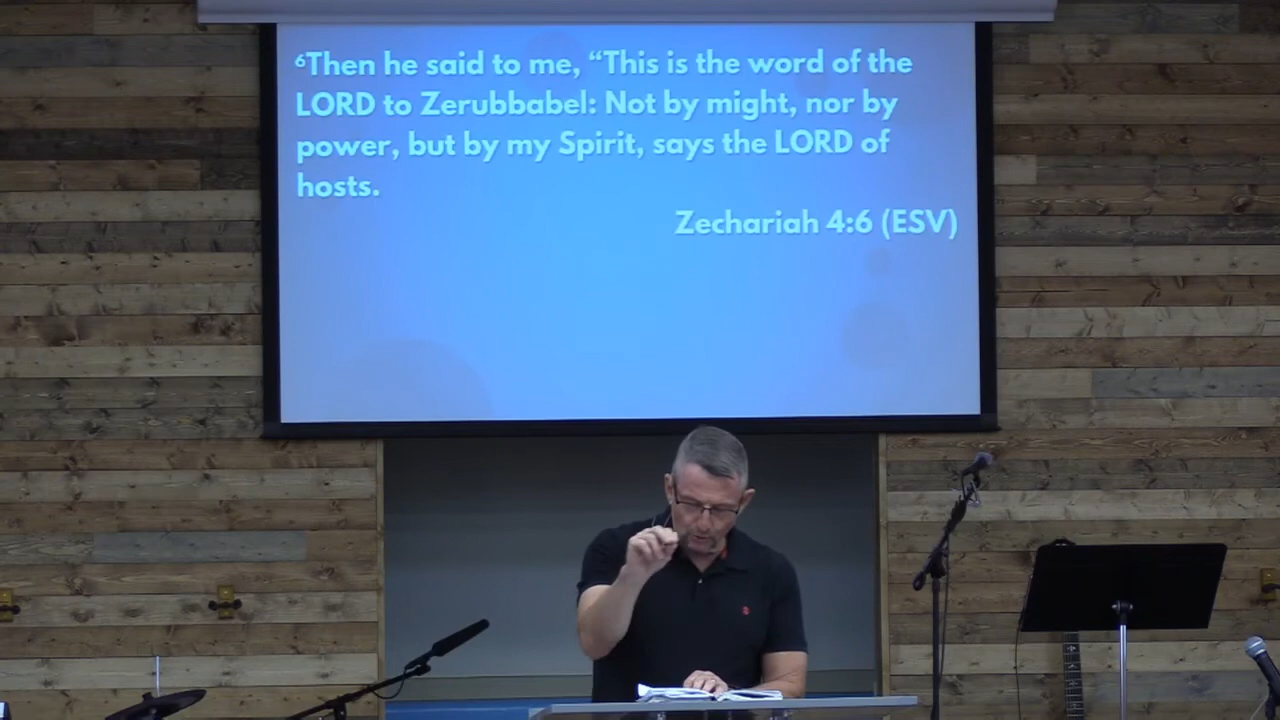 ⁶Then he said to me, “This is the word of the
LORD to Zerubbabel: Not by might, nor by
power, but by my Spirit, says the LORD of
hosts.
Zechariah 4:6 (ESV)